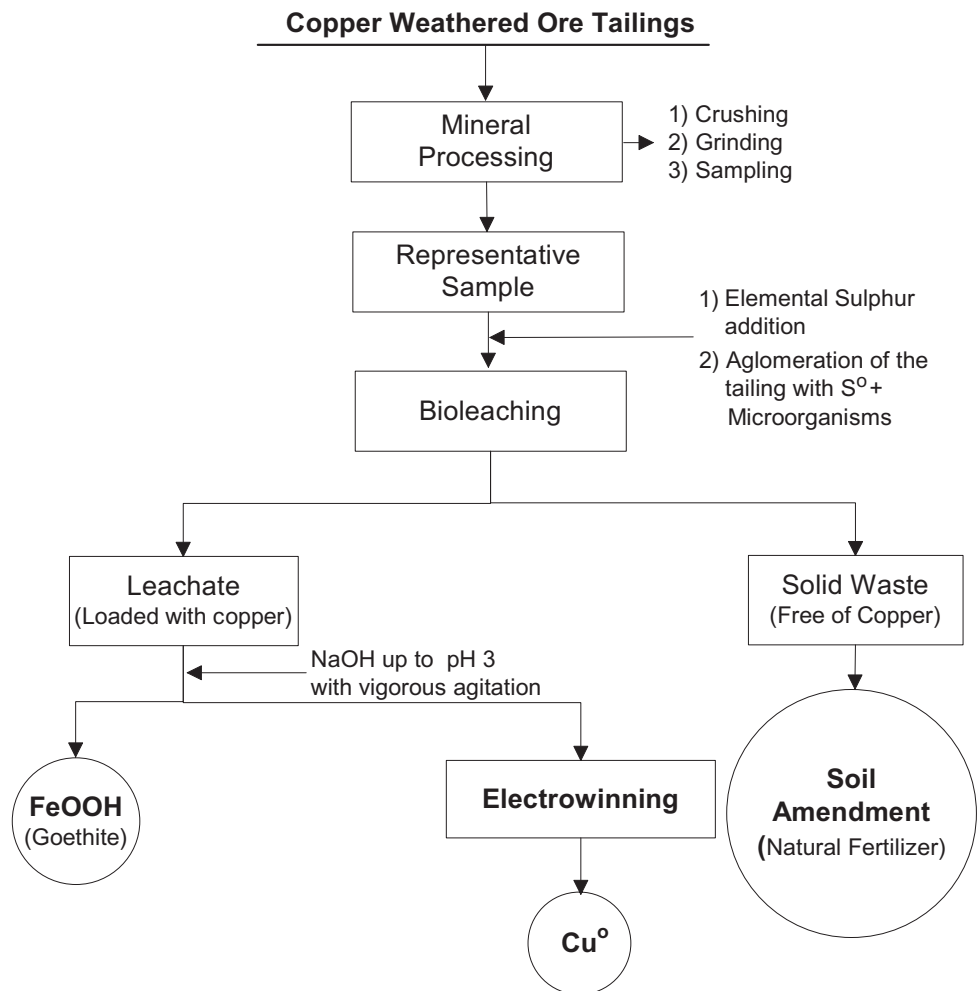 Copper Weathered Ore Tailings
Mineral
Processing
1) Crushing
2) Grinding
3) Sampling
Representative
Sample
1) Elemental Sulphur
addition
2) Aglomeration of the
tailing with Sº +
Microorganisms
Bioleaching
Leachate
(Loaded with copper)
Solid Waste
(Free of Copper)
NaOH up to pH 3
with vigorous agitation
FeOOH
(Goethite)
Electrowinning
Soil
Amendment
(Natural Fertilizer)
Cuº